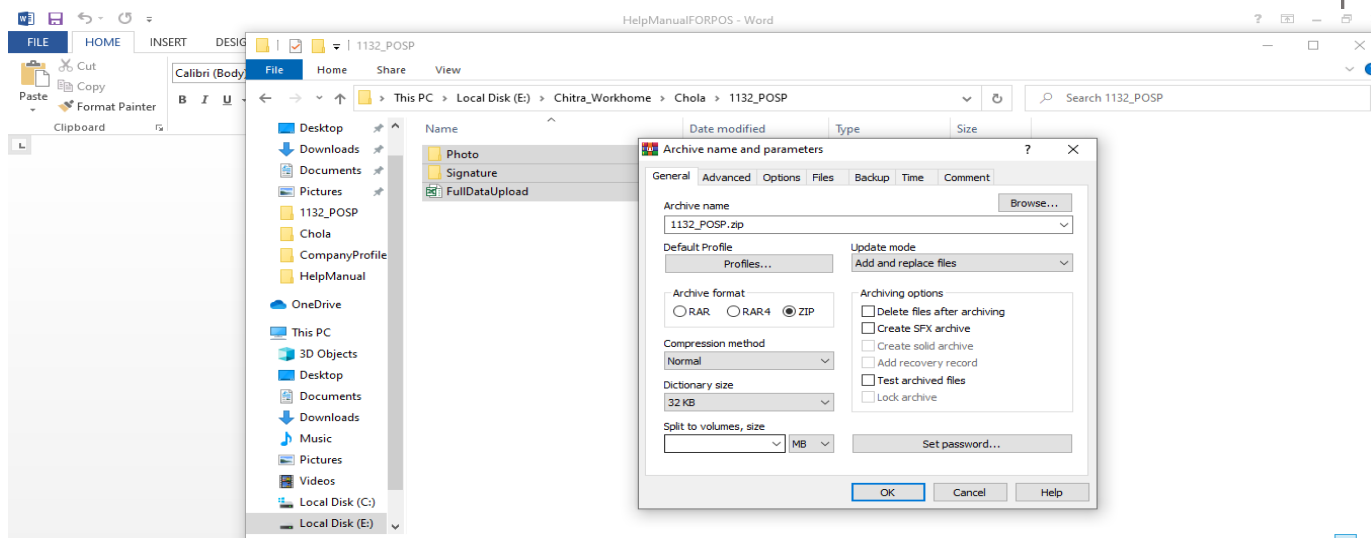 HelpManualFORPOS - Word
FILE HOME INSERT DESIG
Cut
Copy
Format Painter
Paste
Clipboard
Calibri (Body)
B I U
1132_POSP
File Home Share View
This PC > Local Disk (E:) > Chitra_Workhome > Chola > 1132_POSP
Search 1132_POSP
Desktop
Downloads
Documents
Pictures
1132_POSP
Chola
CompanyProfile
HelpManual
OneDrive
This PC
3D Objects
Desktop
Documents
Downloads
Music
Pictures
Videos
Local Disk (C:)
Local Disk (E:)
Name Date modified Type Size
Photo
Signature
FullDataUpload
Archive name and parameters ?
General Advanced Options Files Backup Time Comment
Archive name
Browse...
1132_POSP.zip
Default Profile
Profiles...
Update mode
Add and replace files
Archive format
RAR RAR4 ZIP
Compression method
Normal
Dictionary size
32 KB
Split to volumes, size
MB
Archiving options
Delete files after archiving
Create SFX archive
Create solid archive
Add recovery record
Test archived files
Lock archive
Set password...
OK Cancel Help